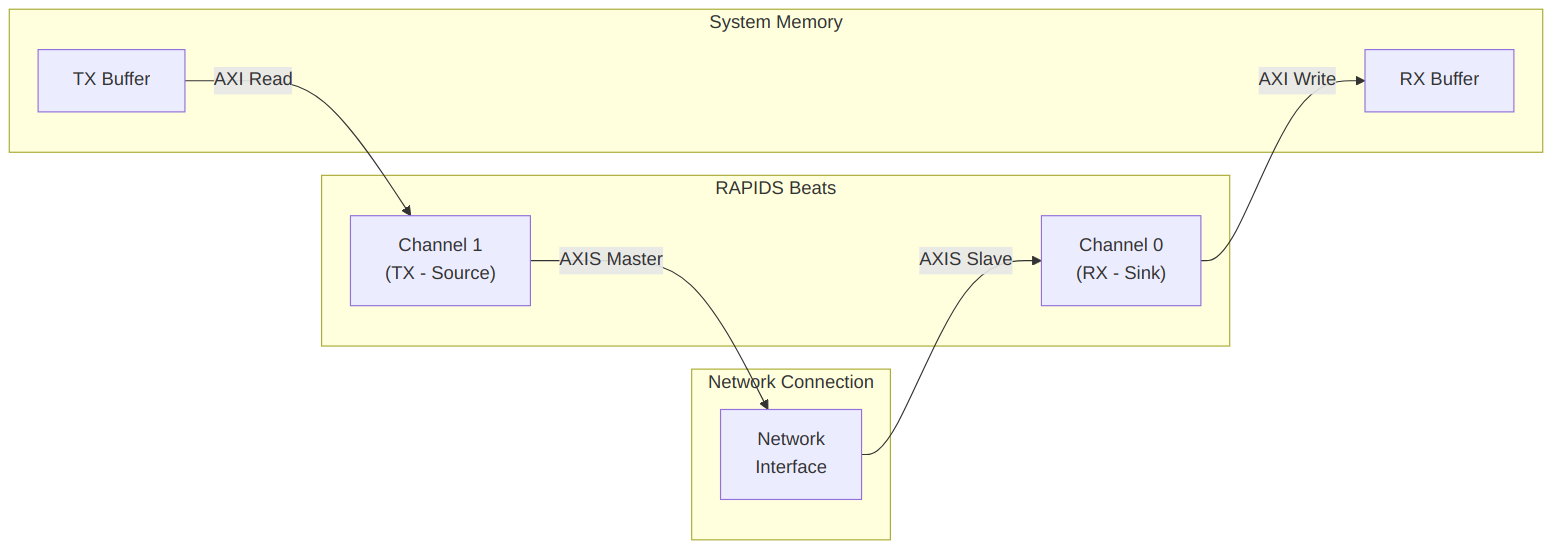 System Memory
TX Buffer
AXI Read
AXI Write
RX Buffer
RAPIDS Beats
Channel 1
(TX - Source)
AXIS Master
AXIS Slave
Channel 0
(RX - Sink)
Network Connection
Network
Interface